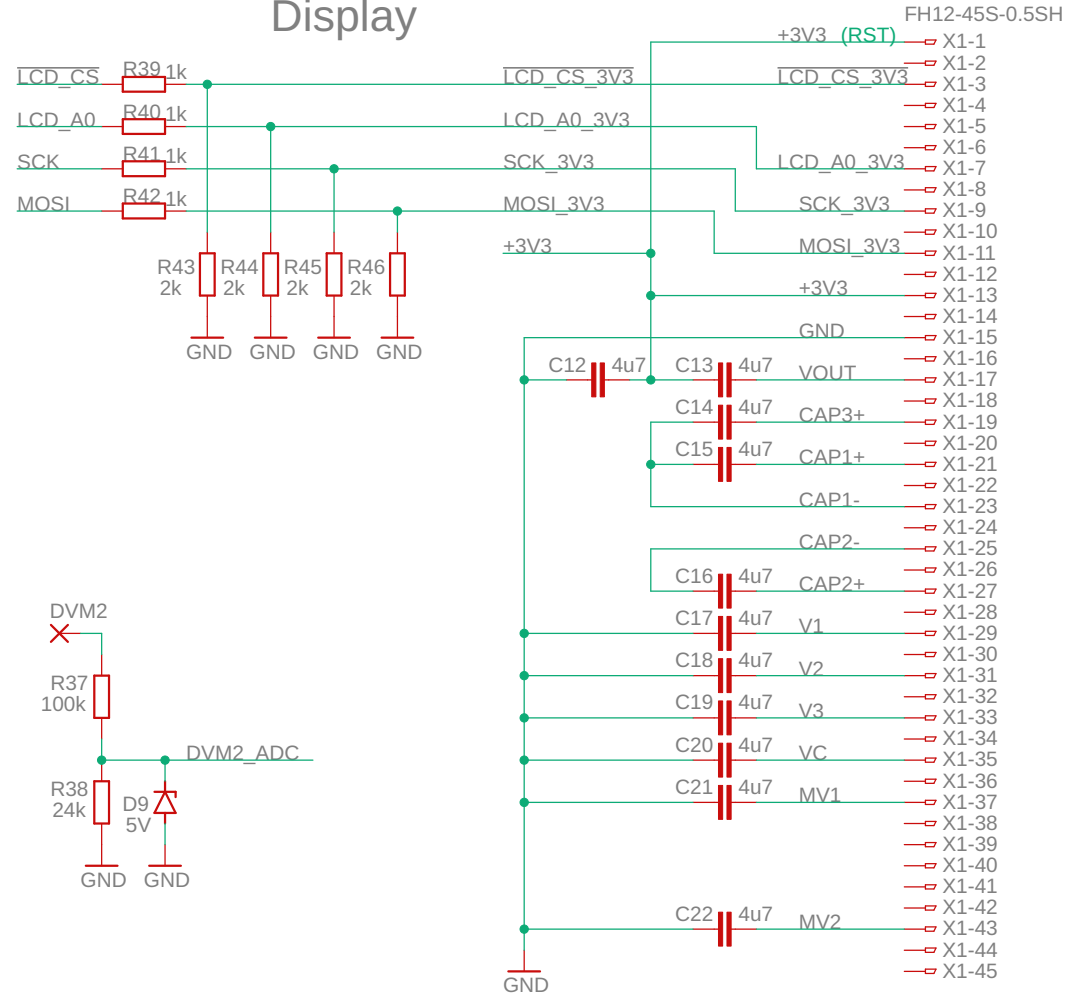 Display
FH12-45S-0.5SH
+3V3 (RST) X1-1
X1-2
LCD_CS R39 1k LCD_CS_3V3 LCD_CS_3V3 X1-3
X1-4
LCD_A0 R40 1k LCD_A0_3V3 X1-5
X1-6
SCK R41 1k SCK_3V3 LCD_A0_3V3 X1-7
X1-8
MOSI R42 1k MOSI_3V3 SCK_3V3 X1-9
X1-10
+3V3 MOSI_3V3 X1-11
R43 R44 R45 R46 X1-12
2k 2k 2k 2k +3V3 X1-13
X1-14
GND X1-15
GND GND GND GND X1-16
C12 4u7 C13 4u7 VOUT X1-17
X1-18
C14 4u7 CAP3+ X1-19
X1-20
C15 4u7 CAP1+ X1-21
X1-22
CAP1- X1-23
X1-24
CAP2- X1-25
X1-26
C16 4u7 CAP2+ X1-27
DVM2 X1-28
C17 4u7 V1 X1-29
X1-30
C18 4u7 V2 X1-31
R37 X1-32
100k C19 4u7 V3 X1-33
X1-34
DVM2_ADC C20 4u7 VC X1-35
X1-36
R38 C21 4u7 MV1 X1-37
24k D9 X1-38
5V X1-39
X1-40
GND GND X1-41
X1-42
C22 4u7 MV2 X1-43
X1-44
X1-45
GND